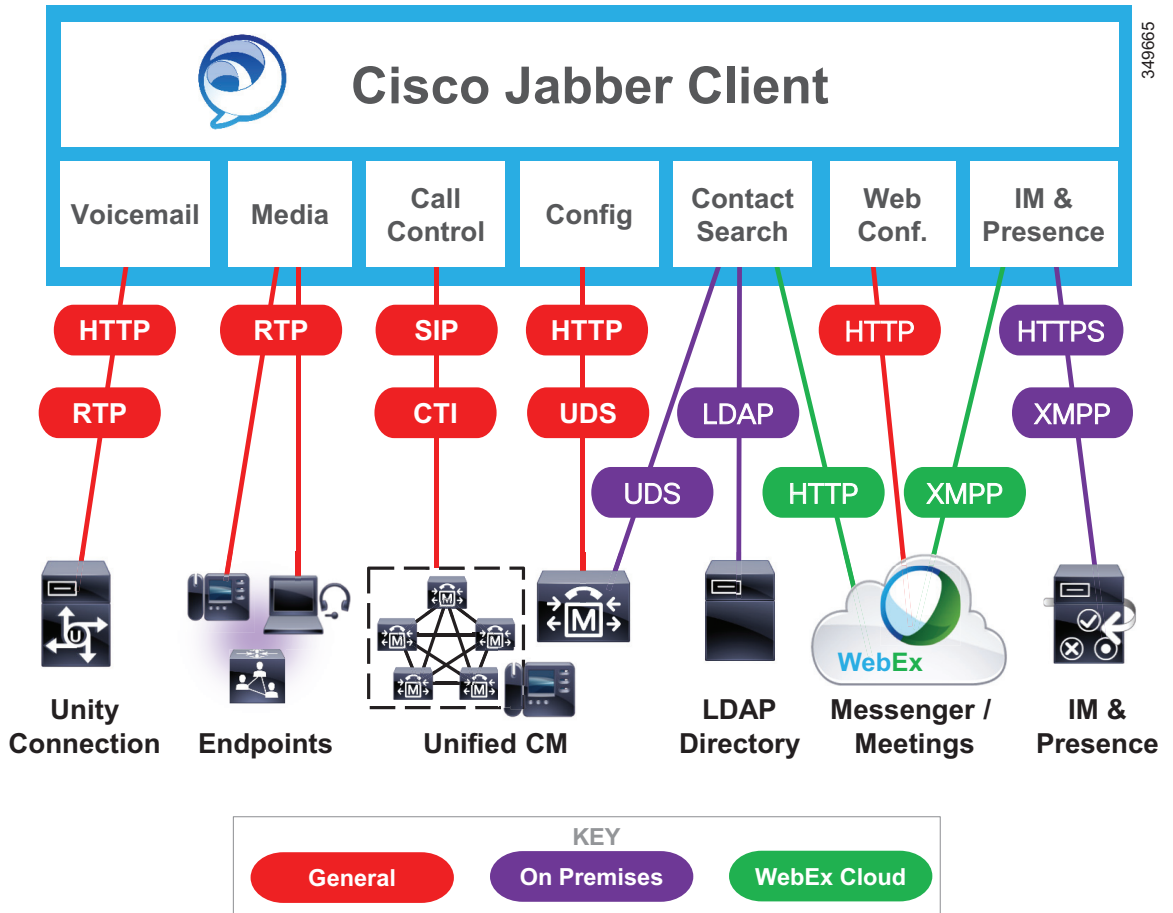 349665
Cisco Jabber Client
Voicemail
Media
Call
Control
Config
Contact
Search
Web
Conf.
IM &
Presence
HTTP
RTP
SIP
HTTP
HTTP
HTTPS
RTP
CTI
UDS
LDAP
XMPP
UDS
HTTP
XMPP
U
M
M
M
M
M
M
WebEx
Unity
Connection
Endpoints
Unified CM
LDAP
Directory
Messenger /
Meetings
IM &
Presence
KEY
General
On Premises
WebEx Cloud